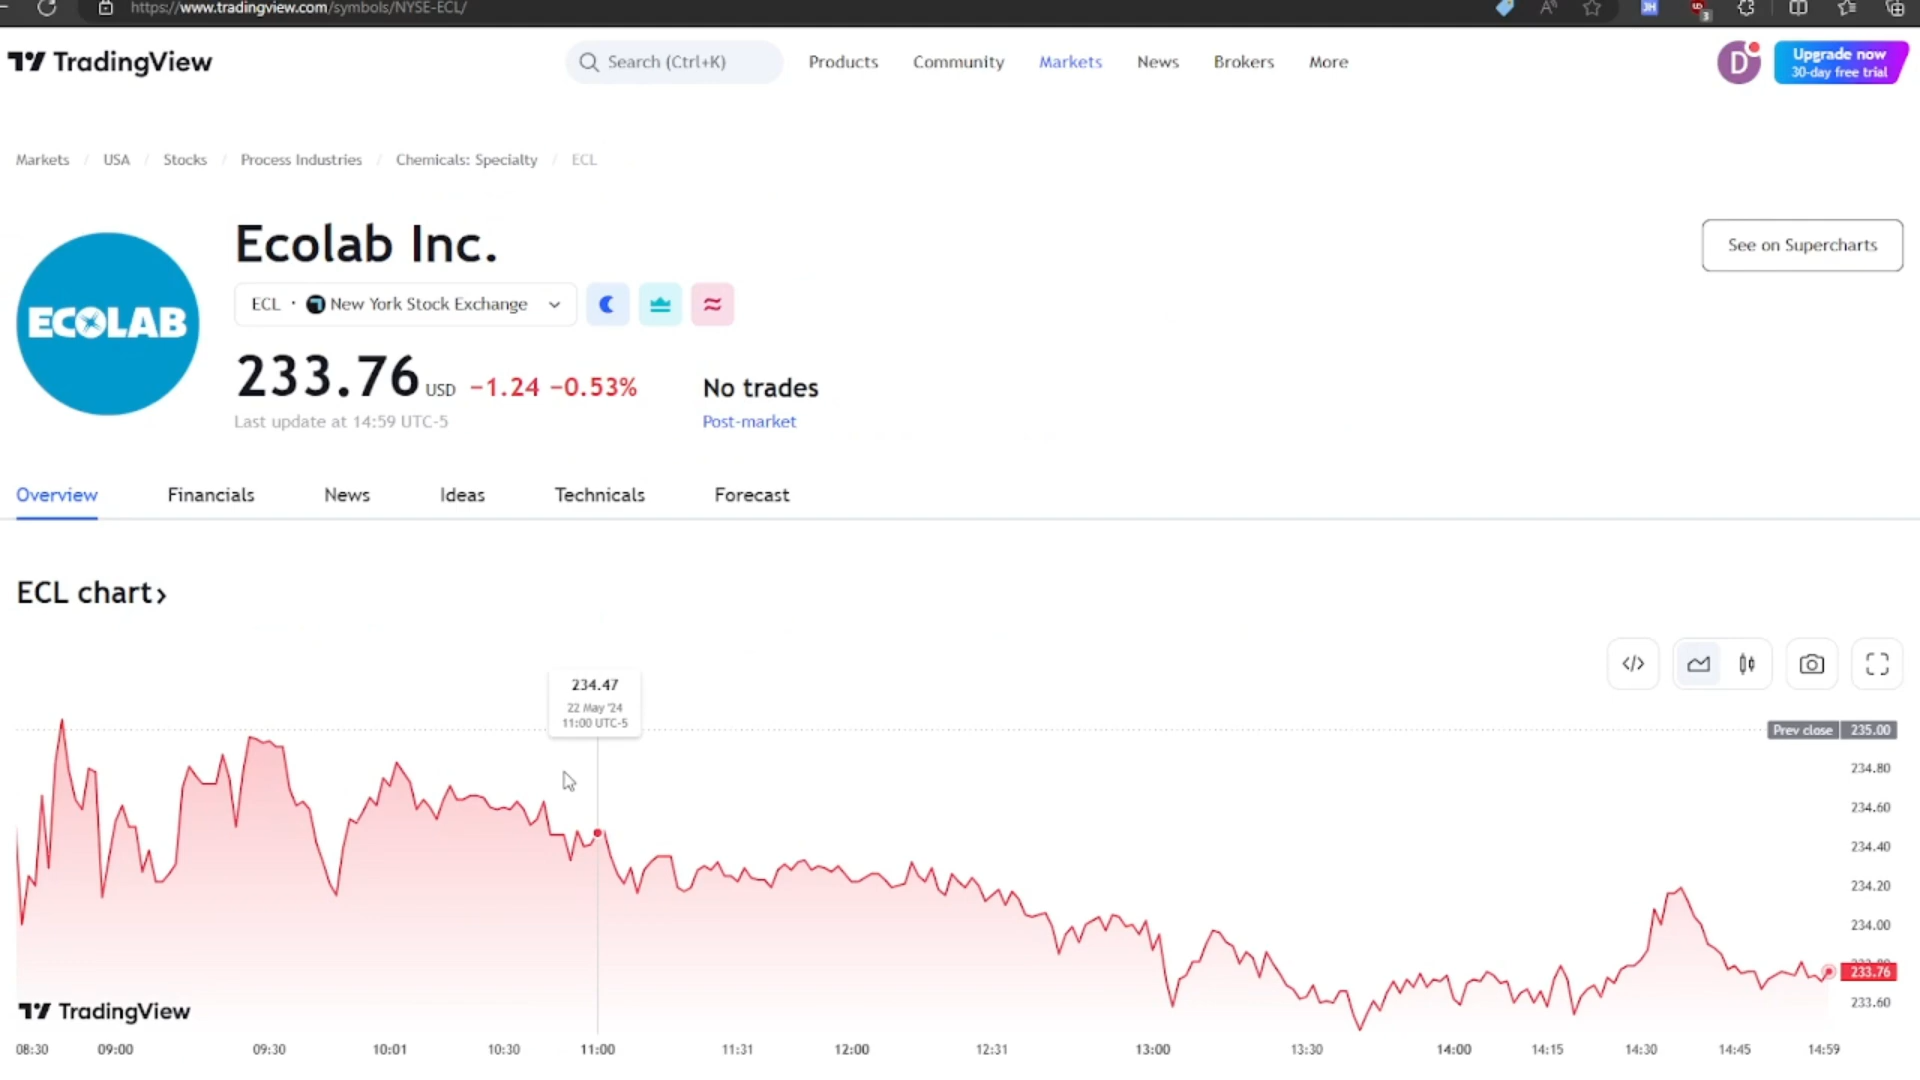 https://www.tradingview.com/symbols/NYSE-ECL/
JH
3
TradingView
Search (Ctrl+K)
Products
Community
Markets
News
Brokers
More
D
Upgrade now
30-day free trial
Markets / USA / Stocks / Process Industries / Chemicals: Specialty / ECL
ECOLAB
Ecolab Inc.
See on Supercharts
ECL • New York Stock Exchange
233.76 USD −1.24 −0.53%
No trades
Last update at 14:59 UTC-5
Post-market
Overview
Financials
News
Ideas
Technicals
Forecast
ECL chart›
234.47
22 May '24
11:00 UTC-5
Prev close 235.00
234.80
234.60
234.40
234.20
234.00
233.76
233.60
TradingView
08:30 09:00 09:30 10:01 10:30 11:00 11:31 12:00 12:31 13:00 13:30 14:00 14:15 14:30 14:45 14:59